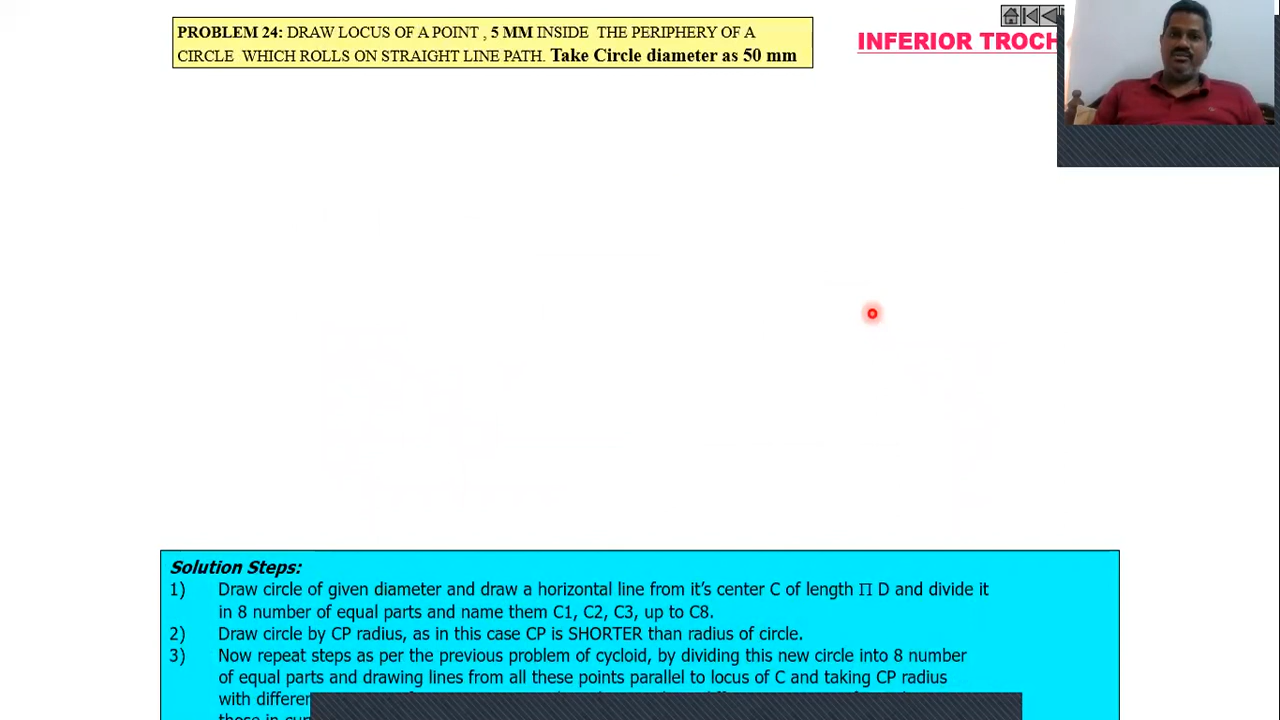 PROBLEM 24: DRAW LOCUS OF A POINT , 5 MM INSIDE THE PERIPHERY OF A
CIRCLE WHICH ROLLS ON STRAIGHT LINE PATH. Take Circle diameter as 50 mm
INFERIOR TROCH
Solution Steps:
1) Draw circle of given diameter and draw a horizontal line from it's center C of length Π D and divide it
in 8 number of equal parts and name them C1, C2, C3, up to C8.
2) Draw circle by CP radius, as in this case CP is SHORTER than radius of circle.
3) Now repeat steps as per the previous problem of cycloid, by dividing this new circle into 8 number
of equal parts and drawing lines from all these points parallel to locus of C and taking CP radius
with differen
those in cur